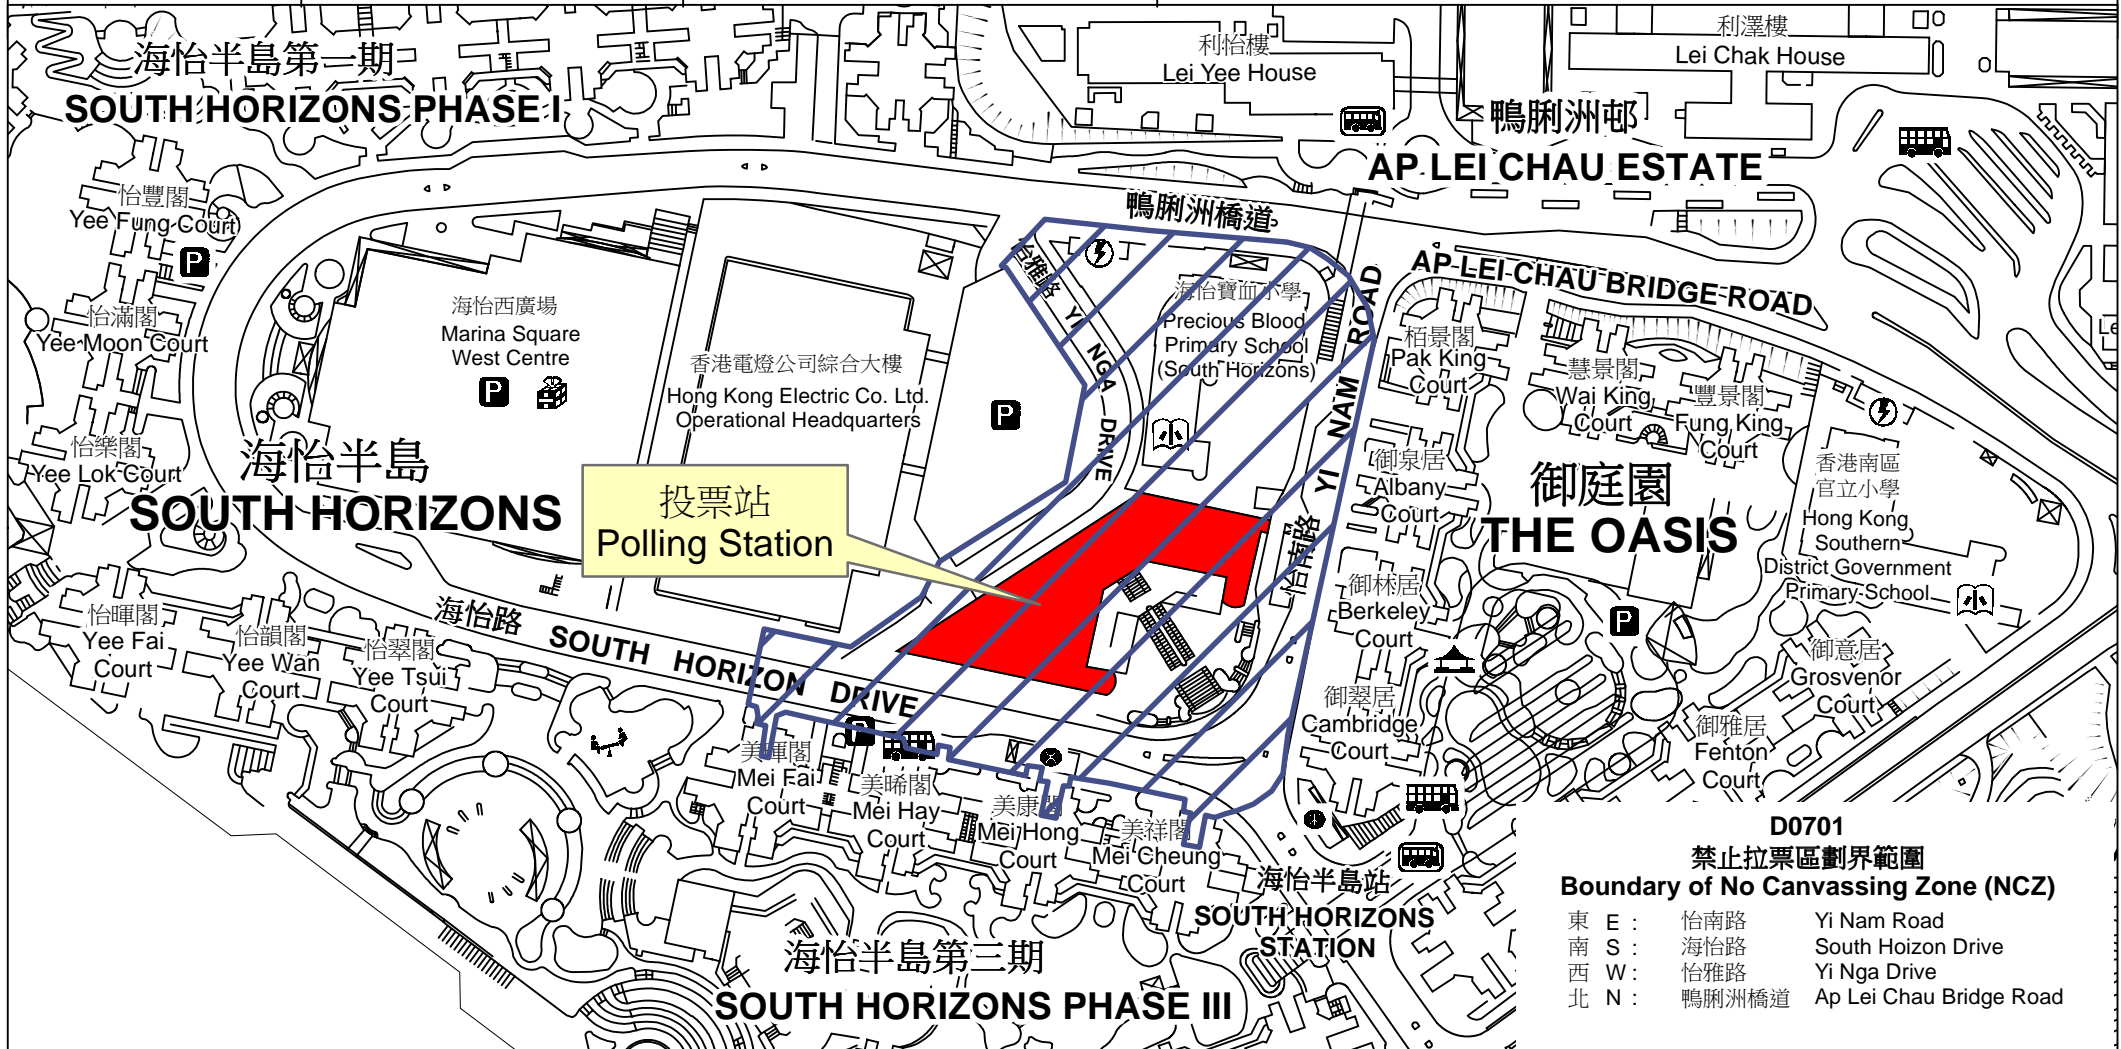 海怡半島第一期
SOUTH HORIZONS PHASE I
利怡樓
Lei Yee House
利澤樓
Lei Chak House
鴨脷洲邨
AP LEI CHAU ESTATE
怡豐閣
Yee Fung Court
P
鴨脷洲橋道
AP LEI CHAU BRIDGE ROAD
怡雅路 YI NGA DRIVE
怡南路 YI NAM ROAD
海怡寶血小學
Precious Blood
Primary School
(South Horizons)
小
怡滿閣
Yee Moon Court
海怡西廣場
Marina Square
West Centre
P
香港電燈公司綜合大樓
Hong Kong Electric Co. Ltd.
Operational Headquarters
P
柏景閣
Pak King
Court
慧景閣
Wai King
Court
豐景閣
Fung King
Court
怡樂閣
Yee Lok Court
海怡半島
SOUTH HORIZONS
投票站
Polling Station
御泉居
Albany
Court
御庭園
THE OASIS
香港南區
官立小學
Hong Kong
Southern
District Government
Primary School
小
怡暉閣
Yee Fai
Court
怡韻閣
Yee Wan
Court
怡翠閣
Yee Tsui
Court
海怡路 SOUTH HORIZON DRIVE
御林居
Berkeley
Court
P
御意居
Grosvenor
Court
御翠居
Cambridge
Court
御雅居
Fenton
Court
P
美暉閣
Mei Fai
Court
美晞閣
Mei Hay
Court
美康閣
Mei Hong
Court
美祥閣
Mei Cheung
Court
海怡半島站
SOUTH HORIZONS
STATION
海怡半島第三期
SOUTH HORIZONS PHASE III
D0701
禁止拉票區劃界範圍
Boundary of No Canvassing Zone (NCZ)
東 E : 怡南路 Yi Nam Road
南 S : 海怡路 South Hoizon Drive
西 W : 怡雅路 Yi Nga Drive
北 N : 鴨脷洲橋道 Ap Lei Chau Bridge Road